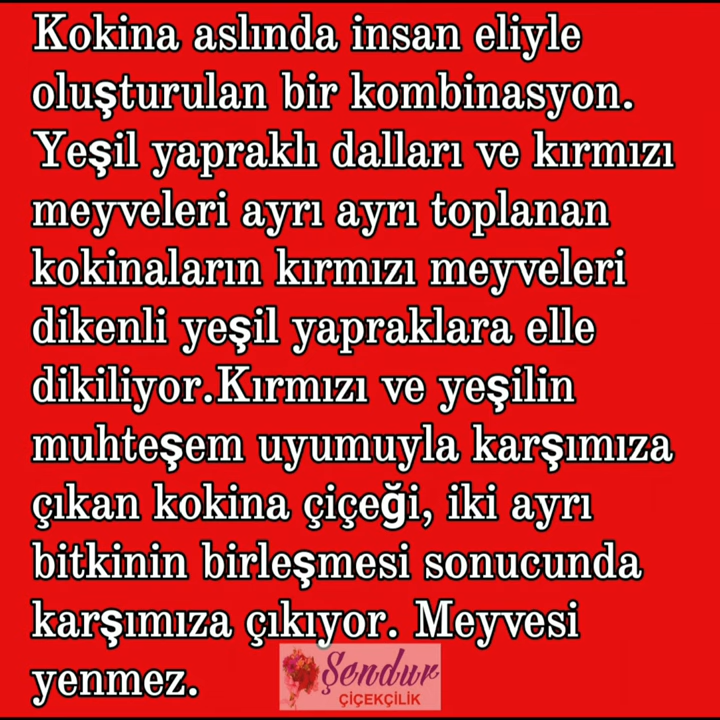 Kokina aslında insan eliyle
oluşturulan bir kombinasyon.
Yeşil yapraklı dalları ve kırmızı
meyveleri ayrı ayrı toplanan
kokinaların kırmızı meyveleri
dikenli yeşil yapraklara elle
dikiliyor.Kırmızı ve yeşilin
muhteşem uyumuyla karşımıza
çıkan kokina çiçeği, iki ayrı
bitkinin birleşmesi sonucunda
karşımıza çıkıyor. Meyvesi
yenmez.
Şendur
ÇİÇEKÇİLİK